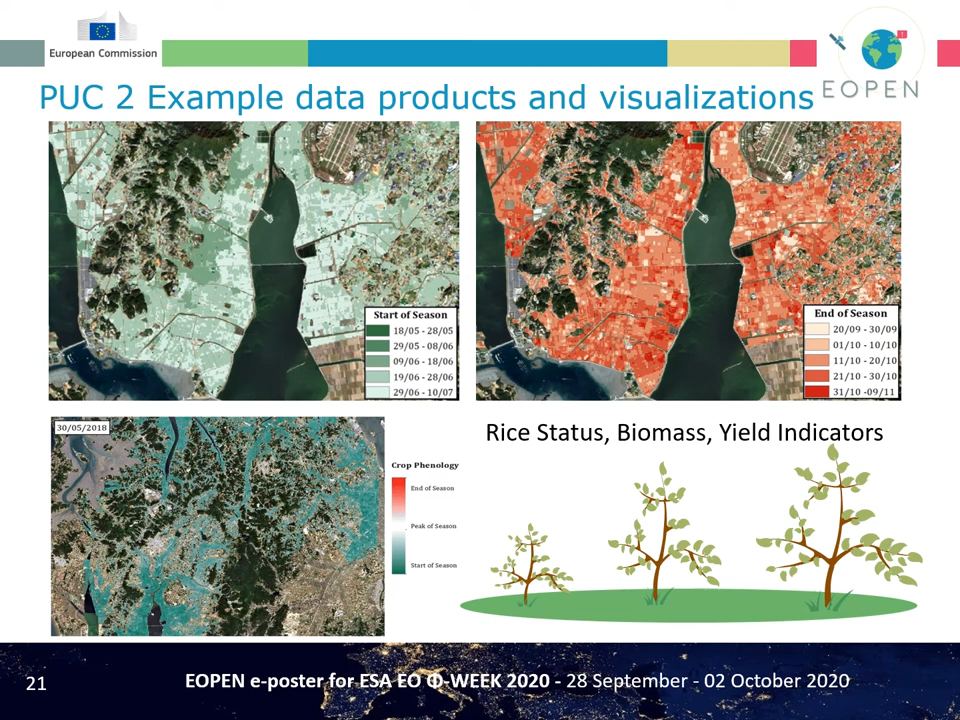 European Commission
EOPEN
PUC 2 Example data products and visualizations
Start of Season
18/05 - 28/05
29/05 - 08/06
09/06 - 18/06
19/06 - 28/06
29/06 - 10/07
End of Season
20/09 - 30/09
01/10 - 10/10
11/10 - 20/10
21/10 - 30/10
31/10 -09/11
30/05/2018
Crop Phenology
End of Season
Peak of Season
Start of Season
Rice Status, Biomass, Yield Indicators
21
EOPEN e-poster for ESA EO Φ-WEEK 2020 - 28 September - 02 October 2020